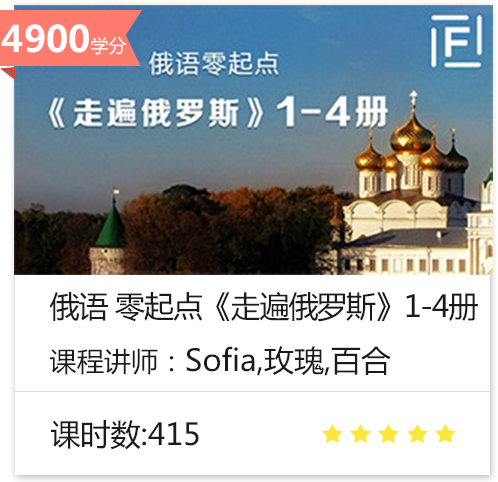 4900学分
俄语零起点
《走遍俄罗斯》1-4册
俄语 零起点《走遍俄罗斯》1-4册
课程讲师：Sofia,玫瑰,百合
课时数:415